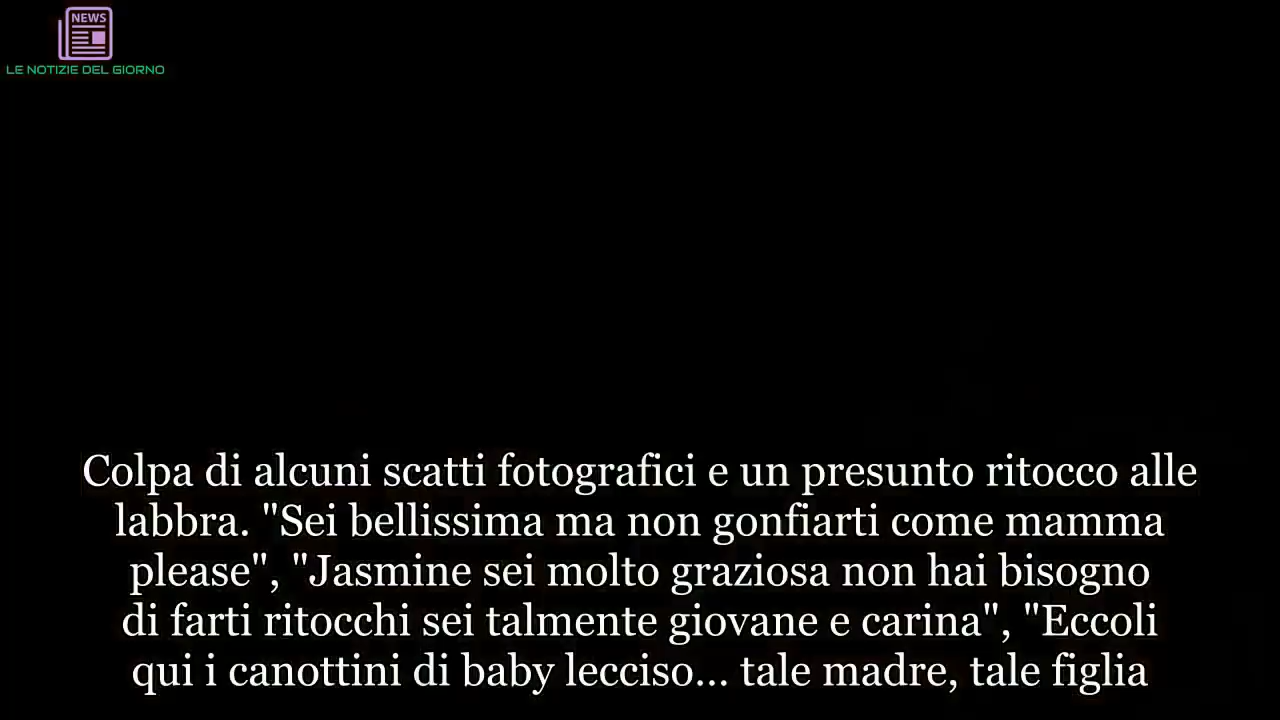 NEWS
LE NOTIZIE DEL GIORNO
Colpa di alcuni scatti fotografici e un presunto ritocco alle
labbra. "Sei bellissima ma non gonfiarti come mamma
please", "Jasmine sei molto graziosa non hai bisogno
di farti ritocchi sei talmente giovane e carina", "Eccoli
qui i canottini di baby lecciso... tale madre, tale figlia